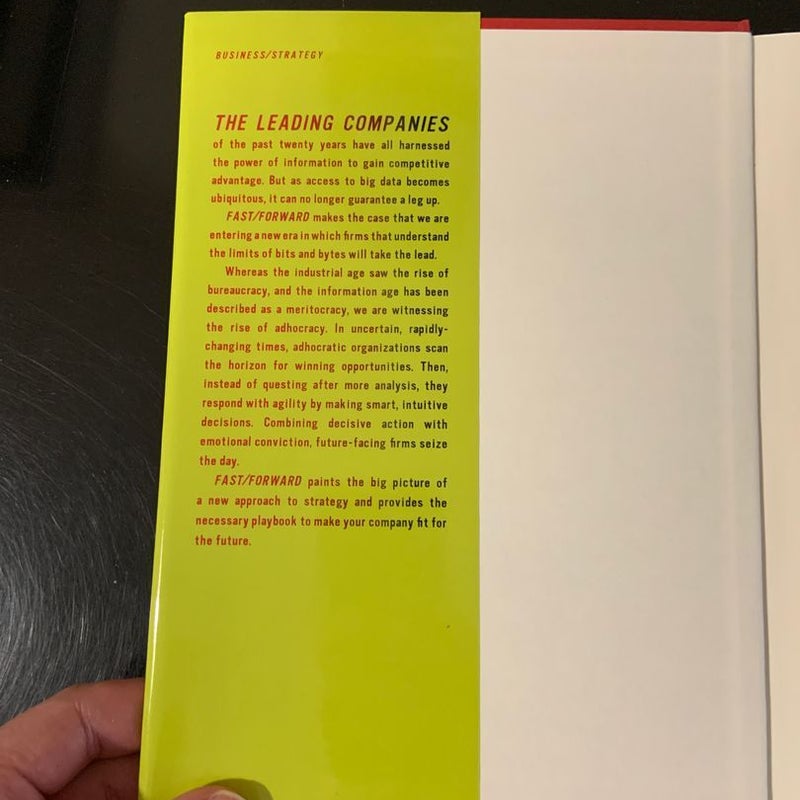 BUSINESS/STRATEGY
THE LEADING COMPANIES
of the past twenty years have all harnessed
the power of information to gain competitive
advantage. But as access to big data becomes
ubiquitous, it can no longer guarantee a leg up.
FAST/FORWARD makes the case that we are
entering a new era in which firms that understand
the limits of bits and bytes will take the lead.
Whereas the industrial age saw the rise of
bureaucracy, and the information age has been
described as a meritocracy, we are witnessing
the rise of adhocracy. In uncertain, rapidly-
changing times, adhocratic organizations scan
the horizon for winning opportunities. Then,
instead of questing after more analysis, they
respond with agility by making smart, intuitive
decisions. Combining decisive action with
emotional conviction, future-facing firms seize
the day.
FAST/FORWARD paints the big picture of
a new approach to strategy and provides the
necessary playbook to make your company fit for
the future.